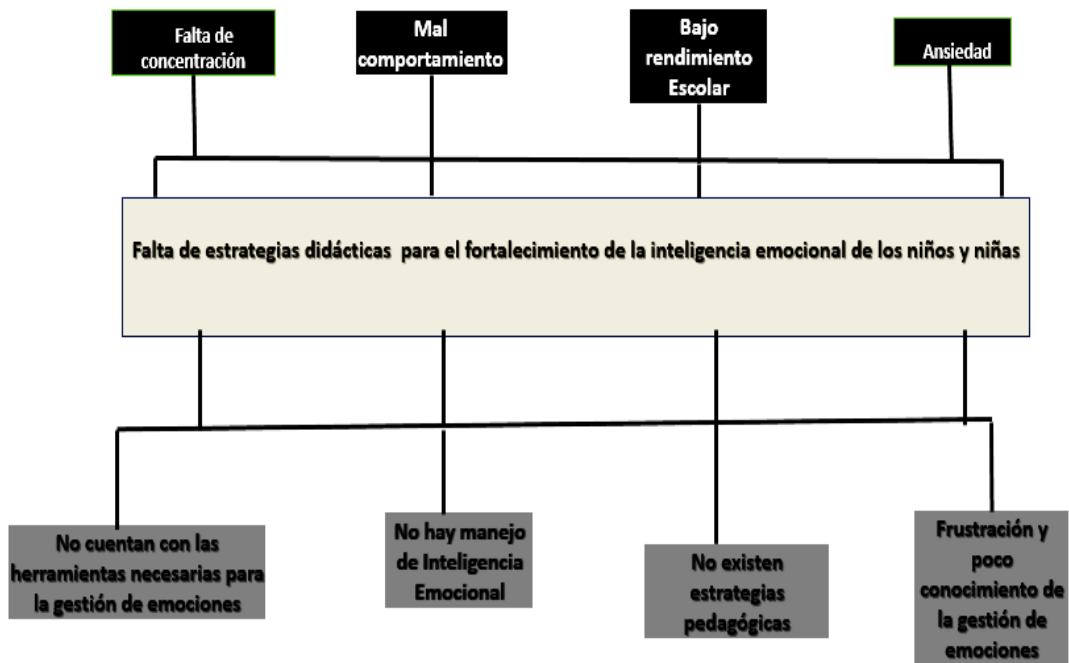 Falta de
concentración
Mal
comportamiento
Bajo
rendimiento
Escolar
Ansiedad
Falta de estrategias didácticas para el fortalecimiento de la inteligencia emocional de los niños y niñas
No cuentan con las
herramientas necesarias para
la gestión de emociones
No hay manejo
de Inteligencia
Emocional
No existen
estrategias
pedagógicas
Frustración y
poco
conocimiento de
la gestión de
emociones